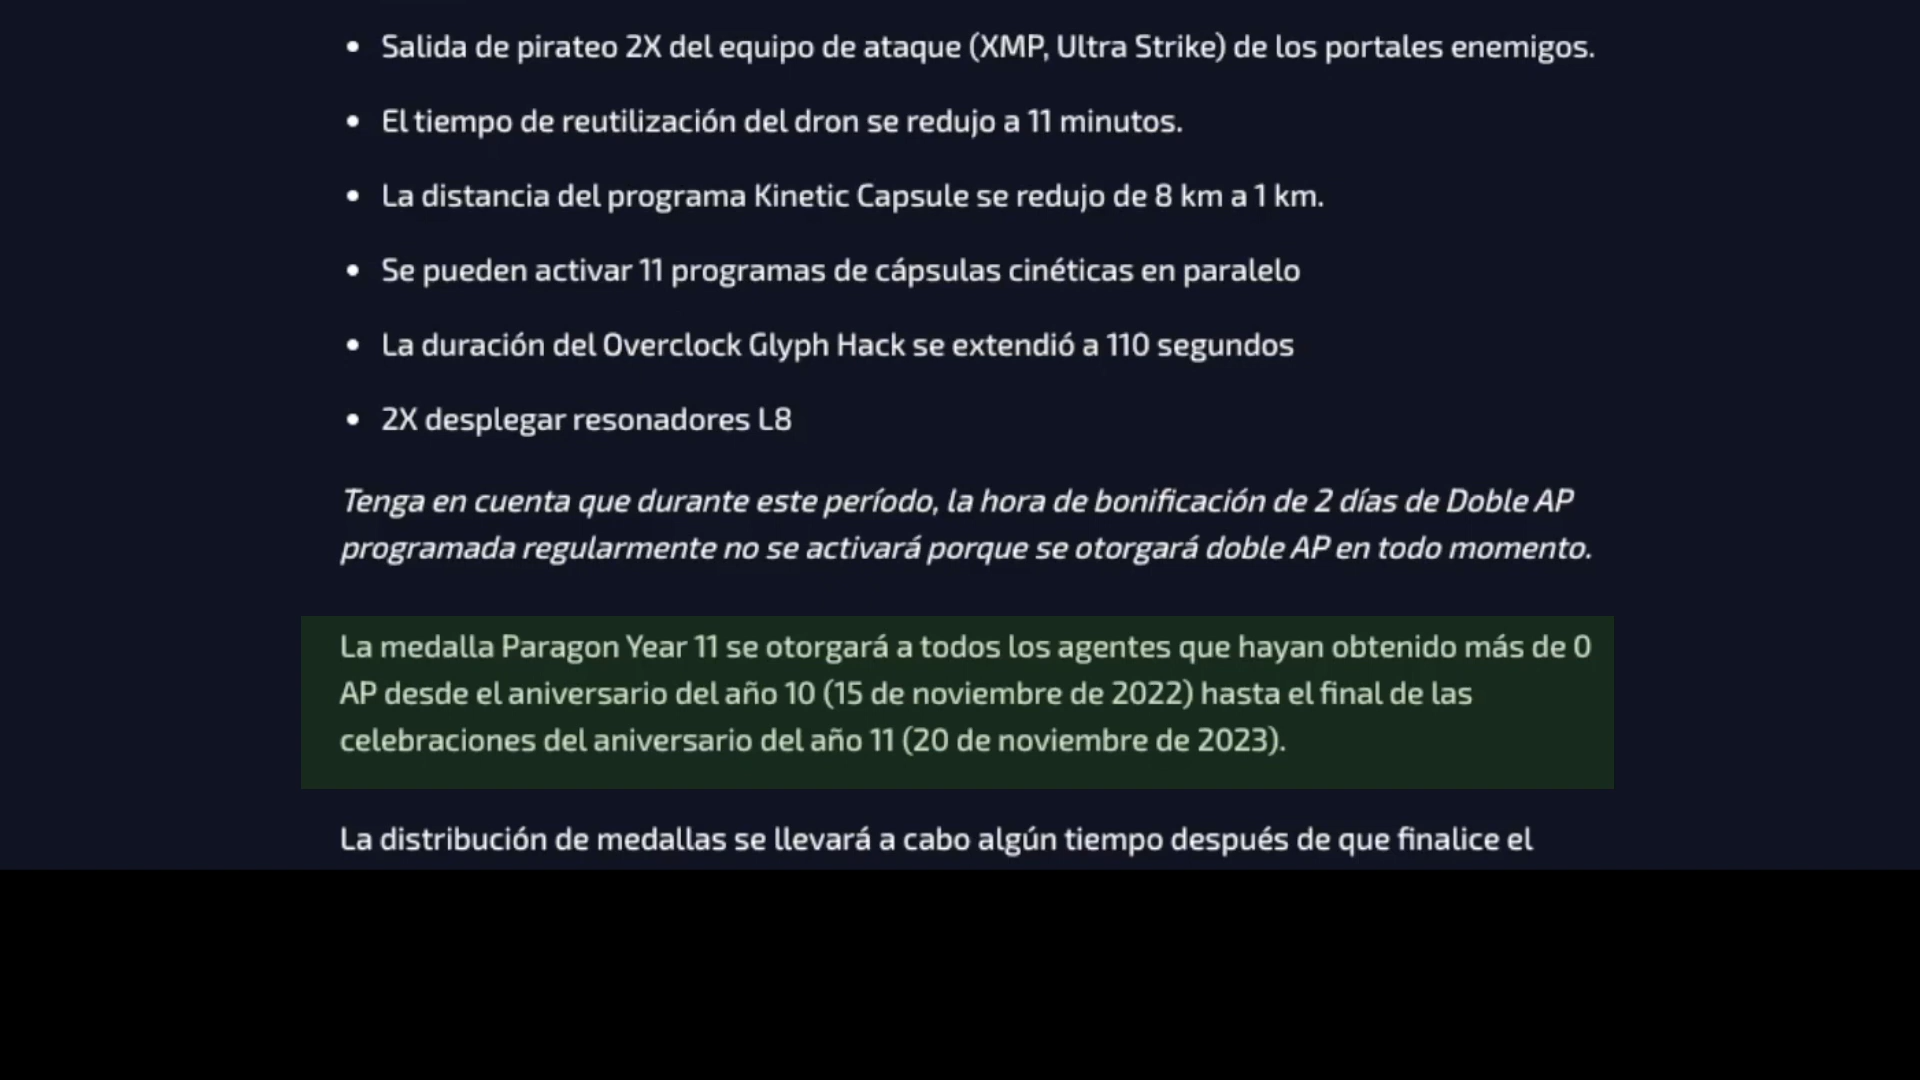 • Salida de pirateo 2X del equipo de ataque (XMP, Ultra Strike) de los portales enemigos.
• El tiempo de reutilización del dron se redujo a 11 minutos.
• La distancia del programa Kinetic Capsule se redujo de 8 km a 1 km.
• Se pueden activar 11 programas de cápsulas cinéticas en paralelo
• La duración del Overclock Glyph Hack se extendió a 110 segundos
• 2X desplegar resonadores L8
Tenga en cuenta que durante este período, la hora de bonificación de 2 días de Doble AP
programada regularmente no se activará porque se otorgará doble AP en todo momento.
La medalla Paragon Year 11 se otorgará a todos los agentes que hayan obtenido más de 0
AP desde el aniversario del año 10 (15 de noviembre de 2022) hasta el final de las
celebraciones del aniversario del año 11 (20 de noviembre de 2023).
La distribución de medallas se llevará a cabo algún tiempo después de que finalice el